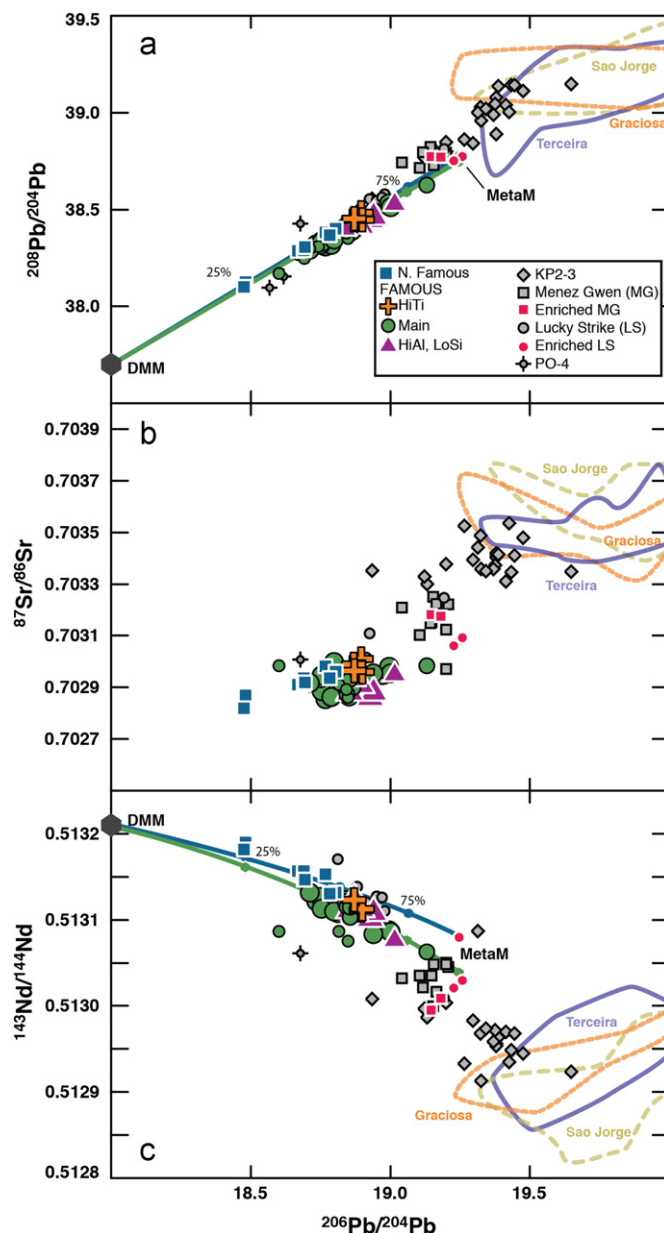 39.5
a
39.0
38.5
38.0
208Pb/204Pb
Sao Jorge
Graciosa
Terceira
75%
MetaM
25%
DMM
N. Famous
FAMOUS
HiTi
Main
HiAl, LoSi
KP2-3
Menez Gwen (MG)
Enriched MG
Lucky Strike (LS)
Enriched LS
PO-4
b
0.7039
0.7037
0.7035
0.7033
0.7031
0.7029
0.7027
87Sr/86Sr
Sao Jorge
Graciosa
Terceira
0.5132
0.5131
0.5130
0.5129
0.5128
143Nd/144Nd
DMM
25%
75%
MetaM
Terceira
Graciosa
Sao Jorge
c
18.5
19.0
19.5
206Pb/204Pb